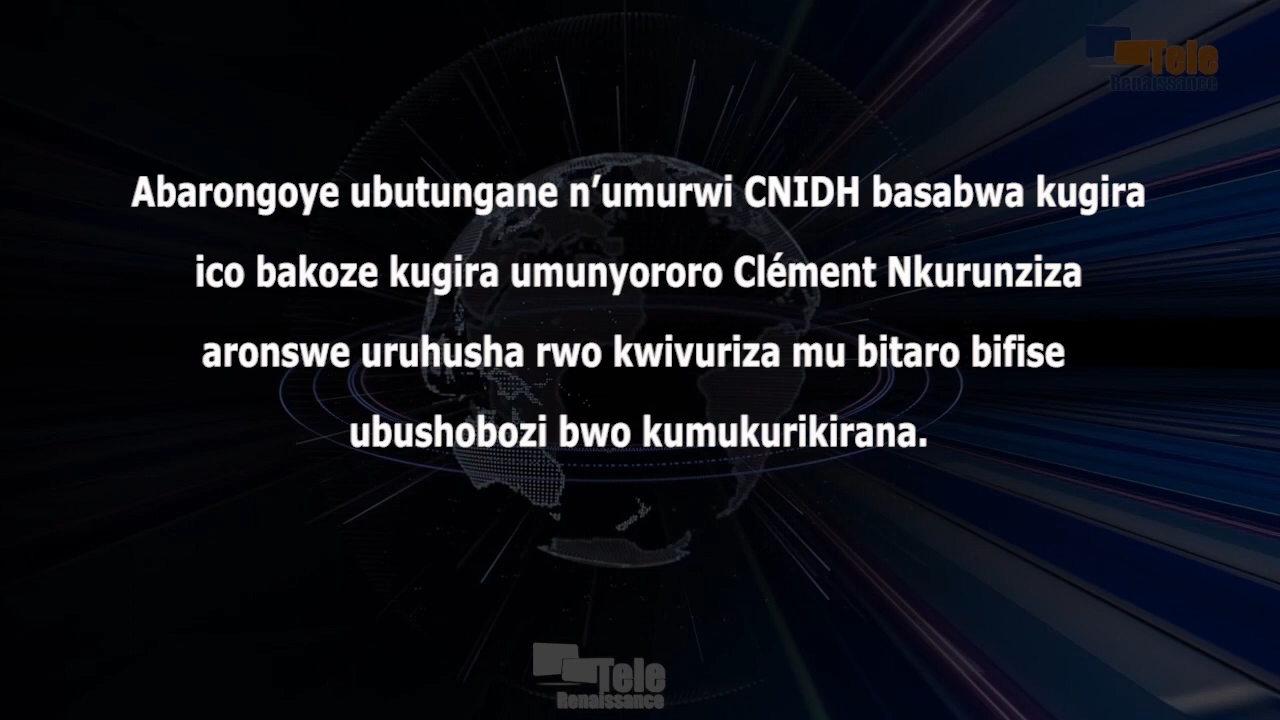 Tele
Renaissance
Abarongoye ubutungane n’umurwi CNIDH basabwa kugira
ico bakoze kugira umunyororo Clément Nkurunziza
aronswe uruhusha rwo kwivuriza mu bitaro bifise
ubushobozi bwo kumukurikirana.
Tele
Renaissance